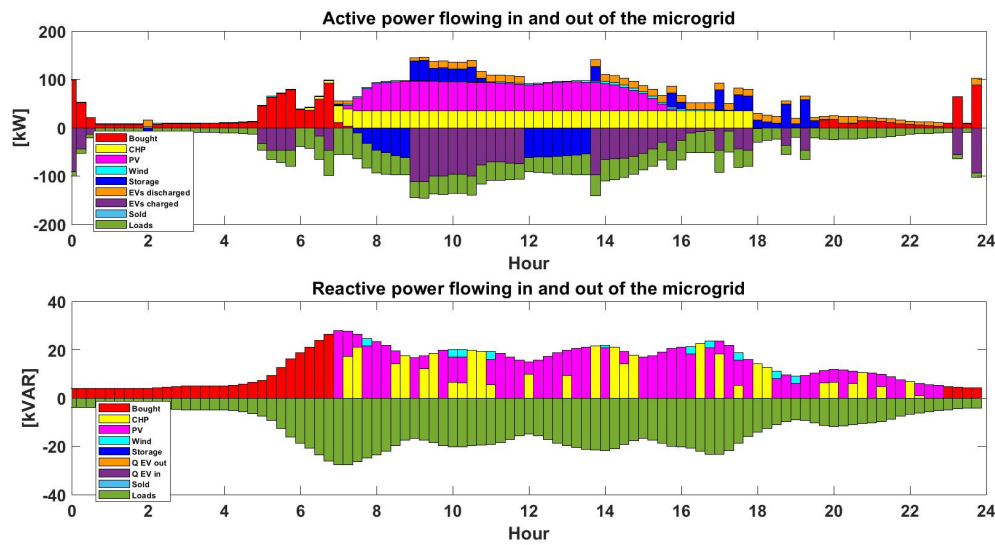 Active power flowing in and out of the microgrid
200
100
0
-100
-200
[kW]
Bought
CHP
PV
Wind
Storage
EVs discharged
EVs charged
Sold
Loads
0 2 4 6 8 10 12 14 16 18 20 22 24
Hour
Reactive power flowing in and out of the microgrid
40
20
0
-20
-40
[kVAR]
Bought
CHP
PV
Wind
Storage
Q EV out
Q EV in
Sold
Loads
0 2 4 6 8 10 12 14 16 18 20 22 24
Hour